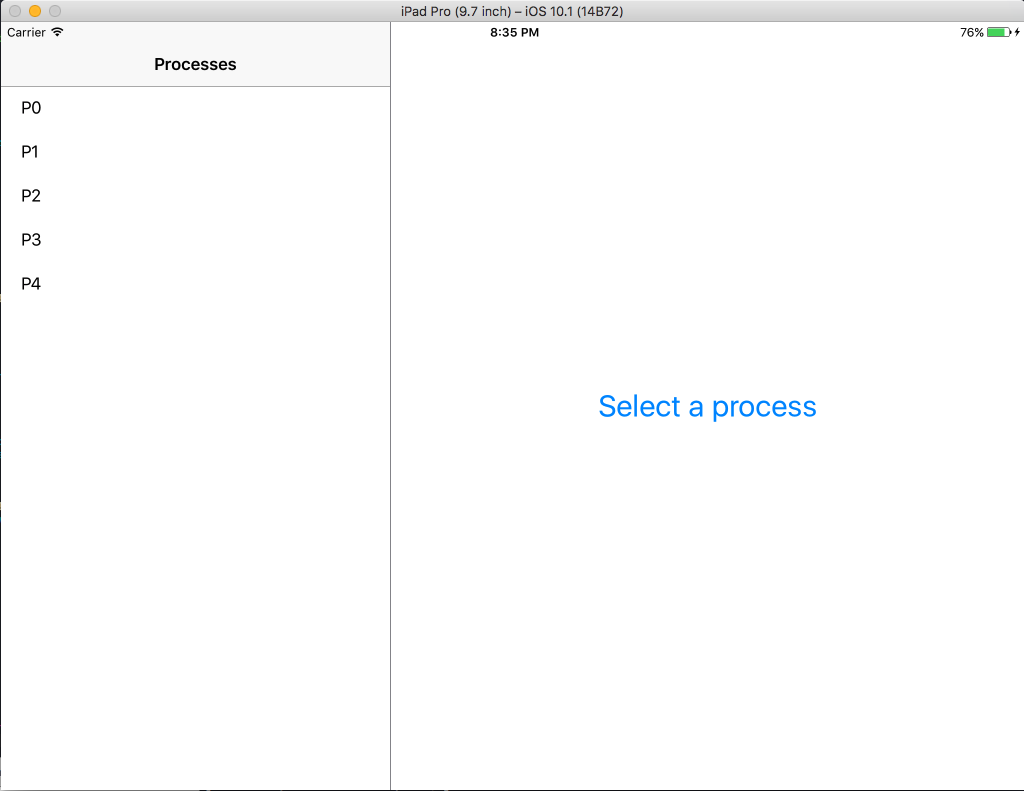 iPad Pro (9.7 inch) – iOS 10.1 (14B72)
Carrier 8:35 PM 76%
Processes
P0
P1
P2
P3
P4
Select a process